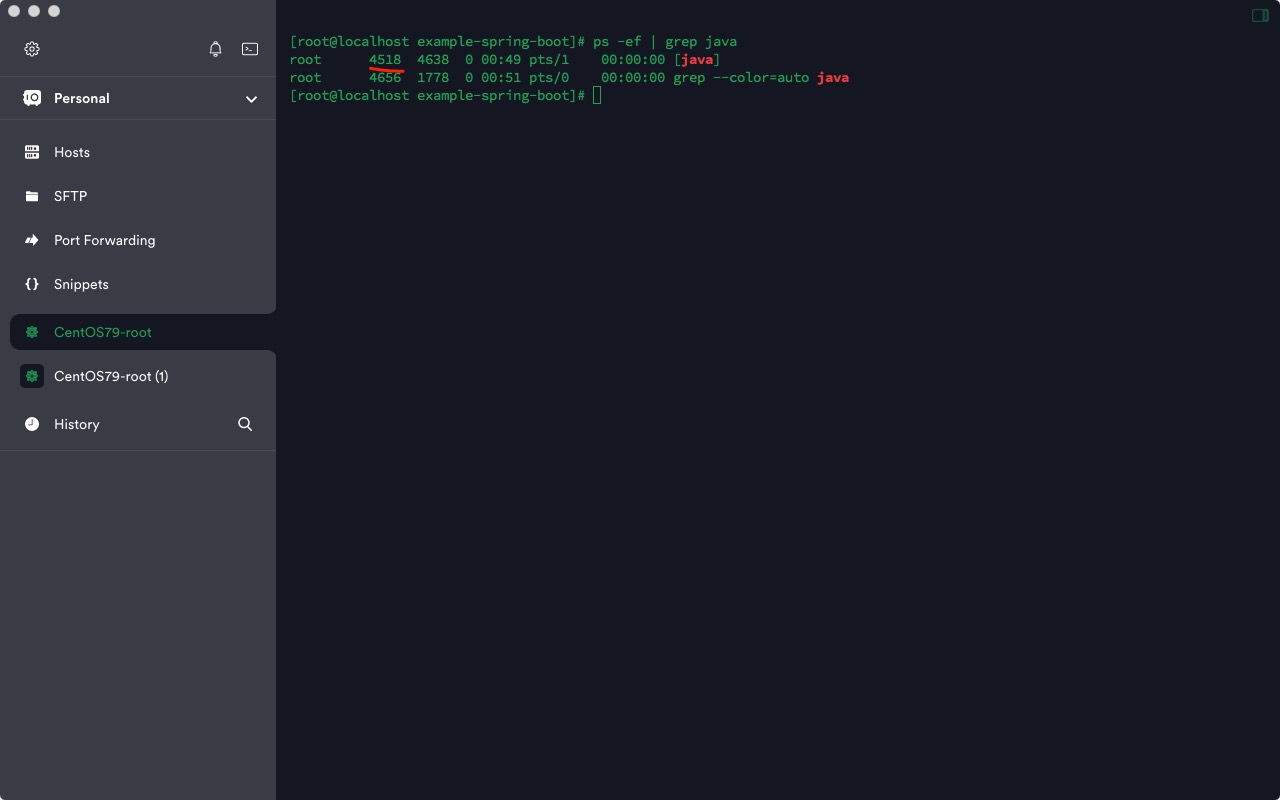 Personal
Hosts
SFTP
Port Forwarding
Snippets
CentOS79-root
CentOS79-root (1)
History
[root@localhost example-spring-boot]# ps -ef | grep java
root      4518  4638  0 00:49 pts/1    00:00:00 [java]
root      4656  1778  0 00:51 pts/0    00:00:00 grep --color=auto java
[root@localhost example-spring-boot]#